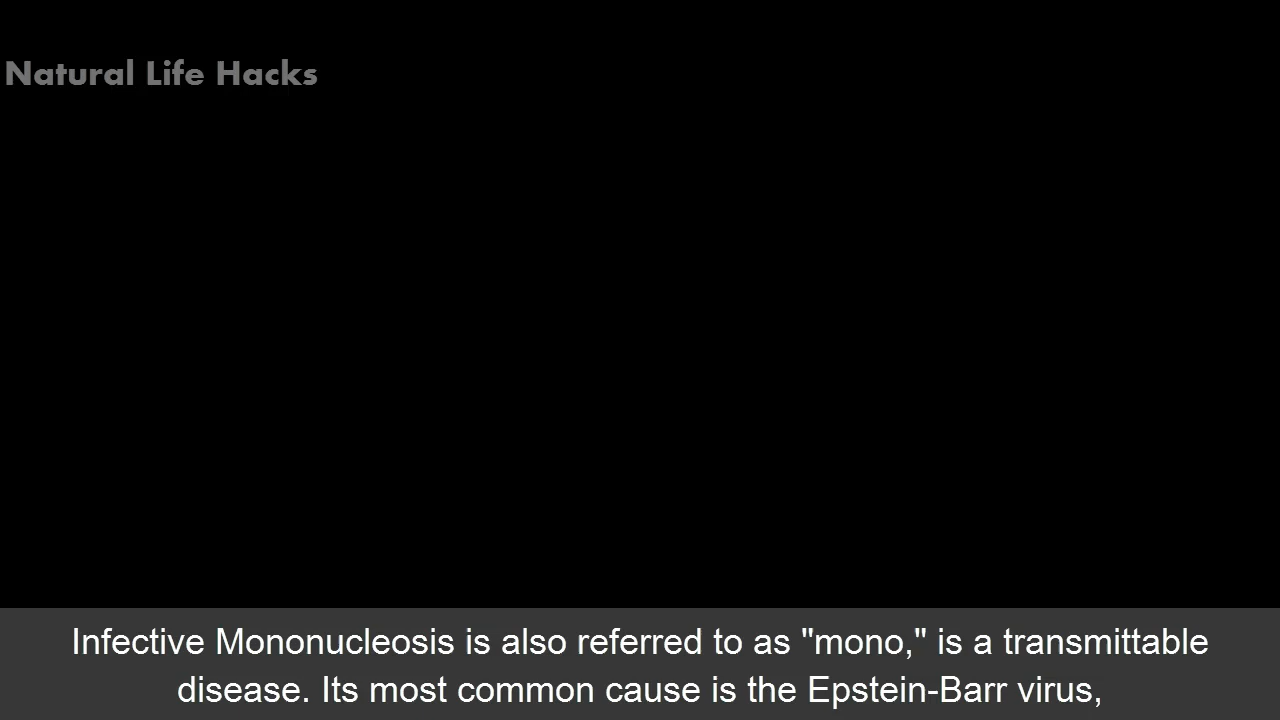 Natural Life Hacks
Infective Mononucleosis is also referred to as "mono," is a transmittable
disease. Its most common cause is the Epstein-Barr virus,